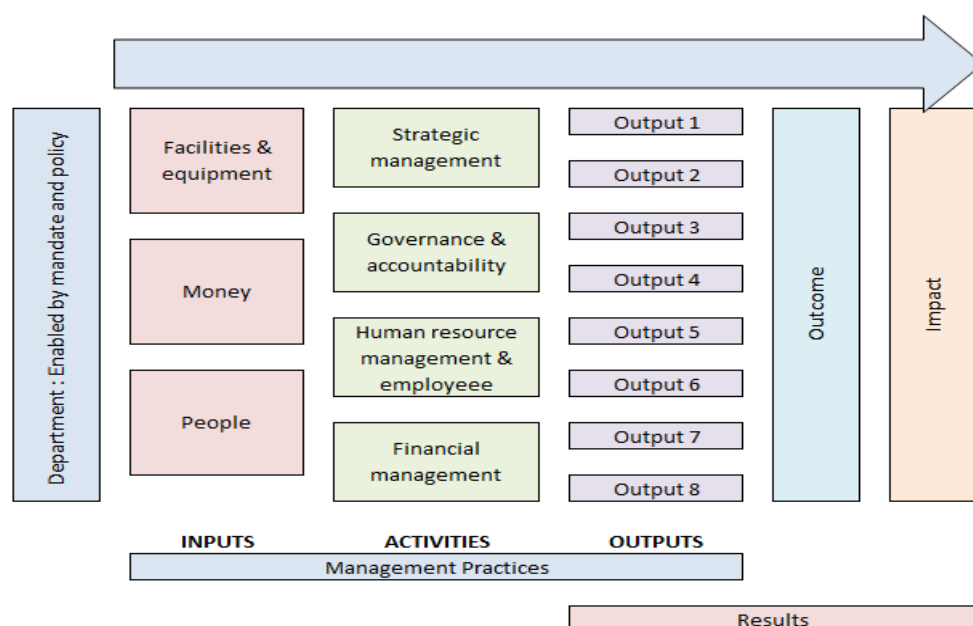 Department : Enabled by mandate and policy
Facilities &
equipment
Money
People
Strategic
management
Governance &
accountability
Human resource
management &
employeee
Financial
management
Output 1
Output 2
Output 3
Output 4
Output 5
Output 6
Output 7
Output 8
Outcome
Impact
INPUTS
ACTIVITIES
OUTPUTS
Management Practices
Results